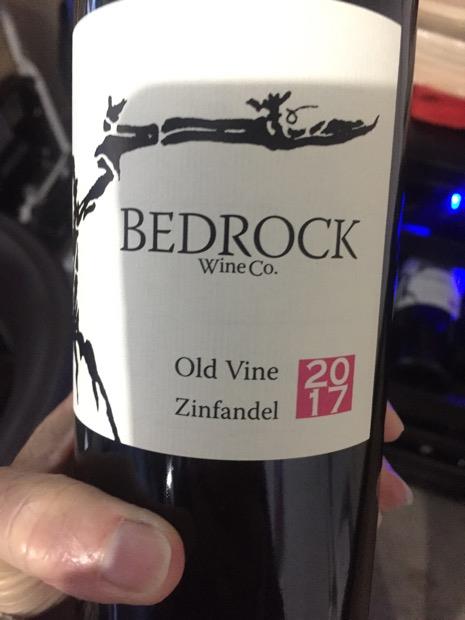 BEDROCK
Wine Co.
Old Vine
Zinfandel
20
17